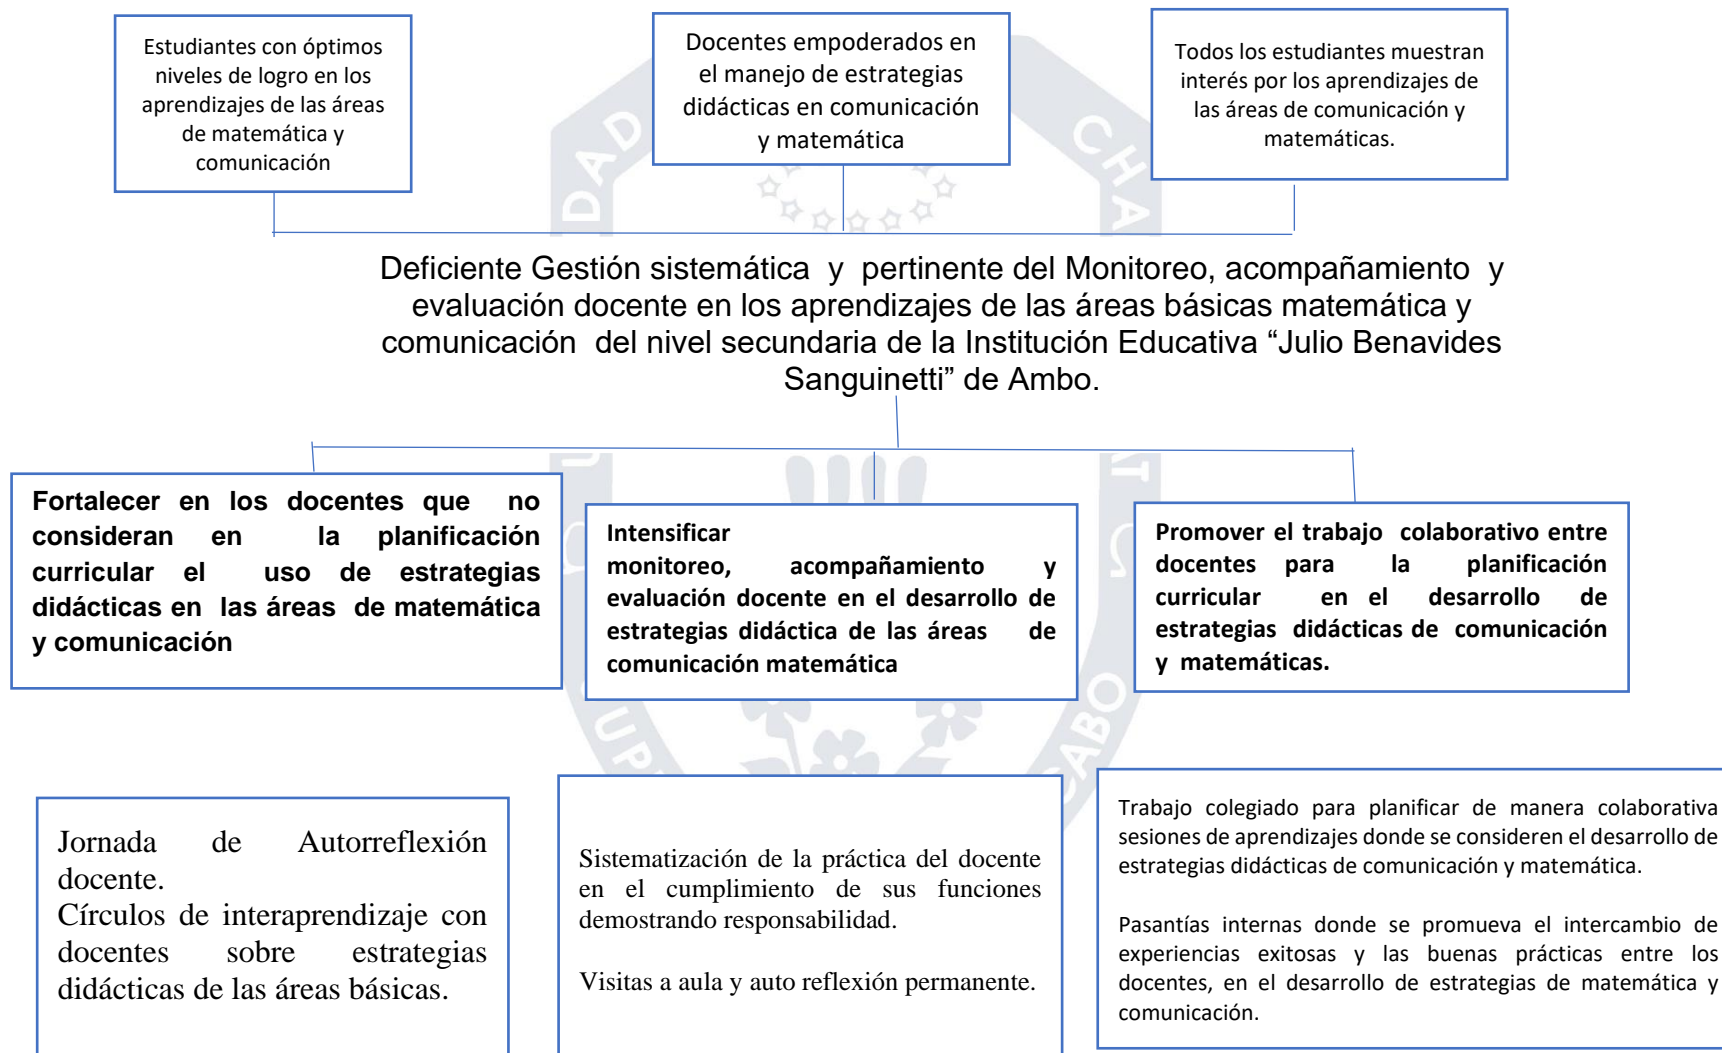 Estudiantes con óptimos
niveles de logro en los
aprendizajes de las áreas
de matemática y
comunicación
Docentes empoderados en
el manejo de estrategias
didácticas en comunicación
y matemática
Todos los estudiantes muestran
interés por los aprendizajes de
las áreas de comunicación y
matemáticas.
Deficiente Gestión sistemática y pertinente del Monitoreo, acompañamiento y
evaluación docente en los aprendizajes de las áreas básicas matemática y
comunicación del nivel secundaria de la Institución Educativa “Julio Benavides
Sanguinetti” de Ambo.
Fortalecer en los docentes que no
consideran en la planificación
curricular el uso de estrategias
didácticas en las áreas de matemática
y comunicación
Intensificar
monitoreo, acompañamiento y
evaluación docente en el desarrollo de
estrategias didáctica de las áreas de
comunicación matemática
Promover el trabajo colaborativo entre
docentes para la planificación
curricular en el desarrollo de
estrategias didácticas de comunicación
y matemáticas.
Jornada de Autorreflexión
docente.
Círculos de interaprendizaje con
docentes sobre estrategias
didácticas de las áreas básicas.
Sistematización de la práctica del docente
en el cumplimiento de sus funciones
demostrando responsabilidad.
Visitas a aula y auto reflexión permanente.
Trabajo colegiado para planificar de manera colaborativa
sesiones de aprendizajes donde se consideren el desarrollo de
estrategias didácticas de comunicación y matemática.
Pasantías internas donde se promueva el intercambio de
experiencias exitosas y las buenas prácticas entre los
docentes, en el desarrollo de estrategias de matemática y
comunicación.